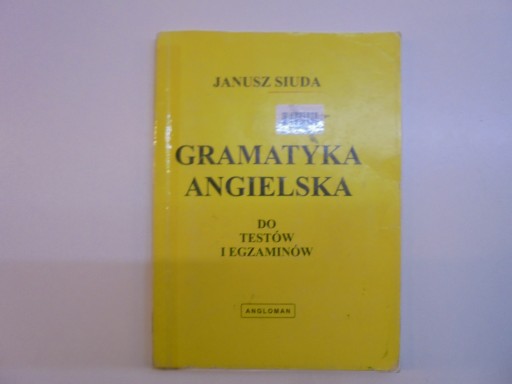 JANUSZ SIUDA
GRAMATYKA
ANGIELSKA
DO
TESTÓW
I EGZAMINÓW
ANGLOMAN